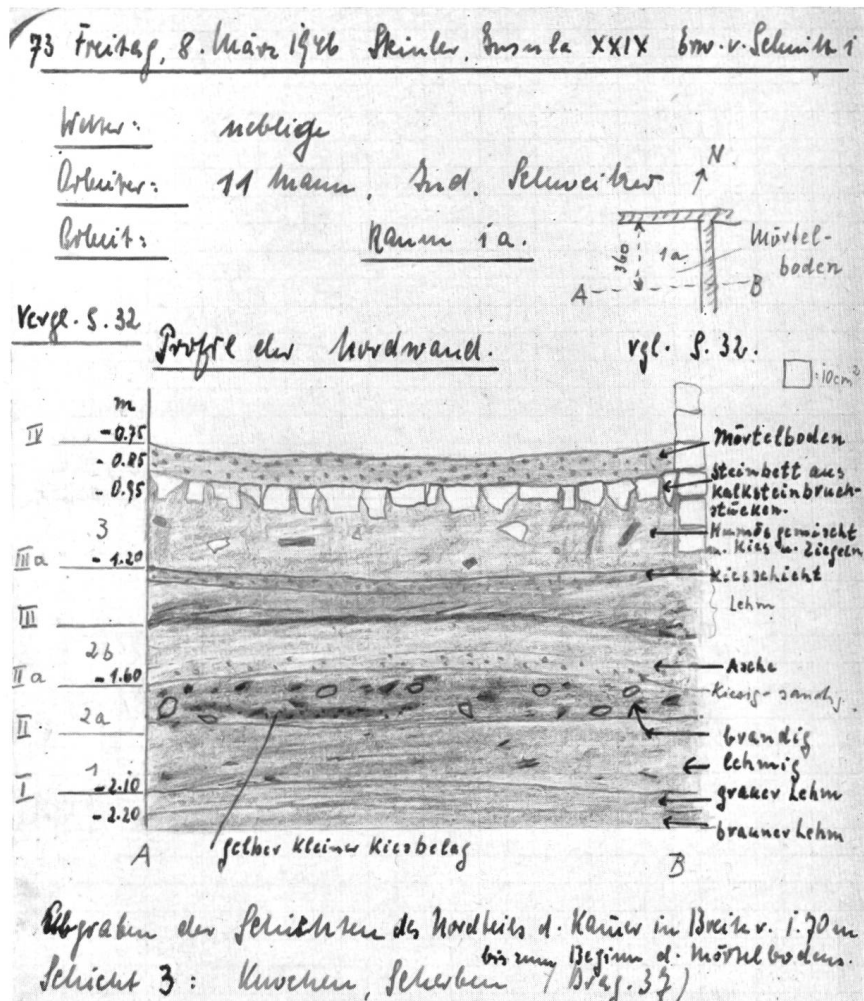 73 Freitag, 8. März 1946 Steinler, Insula XXIX Erw. v. Schnitt 1
Wetter: neblig
Arbeiter: 11 Mann, Ind. Schweitzer
Arbeit: Raum 1a.
N
360
1a
Mörtel-
boden
A
B
Vergl. S. 32
Profil der Nordwand.
vgl. S. 32.
= 10cm²
m
IV
-0.75
Mörtelboden
-0.85
Steinbett aus
-0.95
Kalksteinbruch-
stücken.
3
Humös gemischt
m. Kies u. Ziegeln
IIIa
-1.20
Kiesschicht
Lehm
III
2b
Asche
IIa
-1.60
Kiesig-sandig.
2a
II
brandig
lehmig
1
I
-2.10
grauer Lehm
-2.20
brauner Lehm
A
gelber kleiner Kiesbelag
B
Abgraben der Schichten des Nordteils d. Kamer in Breite v. 1.70 m
bis zum Beginn d. Mörtelbodens.
Schicht 3: Knochen, Scherben (Drag. 37)